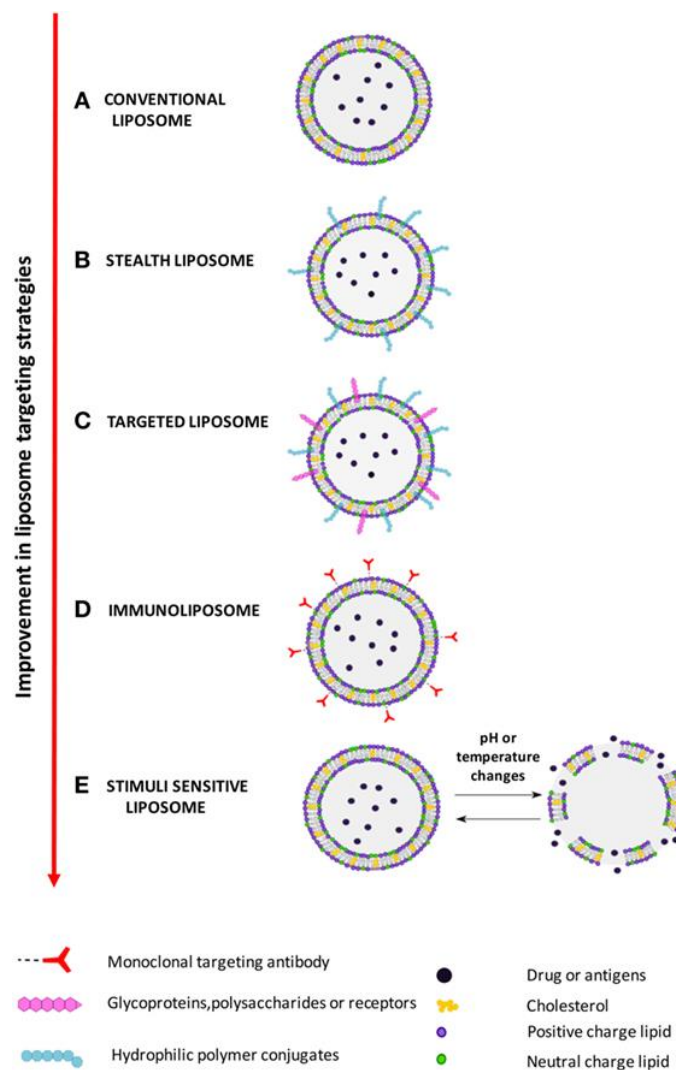 A CONVENTIONAL
LIPOSOME
B STEALTH LIPOSOME
C TARGETED LIPOSOME
D IMMUNOLIPOSOME
E STIMULI SENSITIVE
LIPOSOME
pH or
temperature
changes
Improvement in liposome targeting strategies
Monoclonal targeting antibody
Glycoproteins,polysaccharides or receptors
Hydrophilic polymer conjugates
Drug or antigens
Cholesterol
Positive charge lipid
Neutral charge lipid